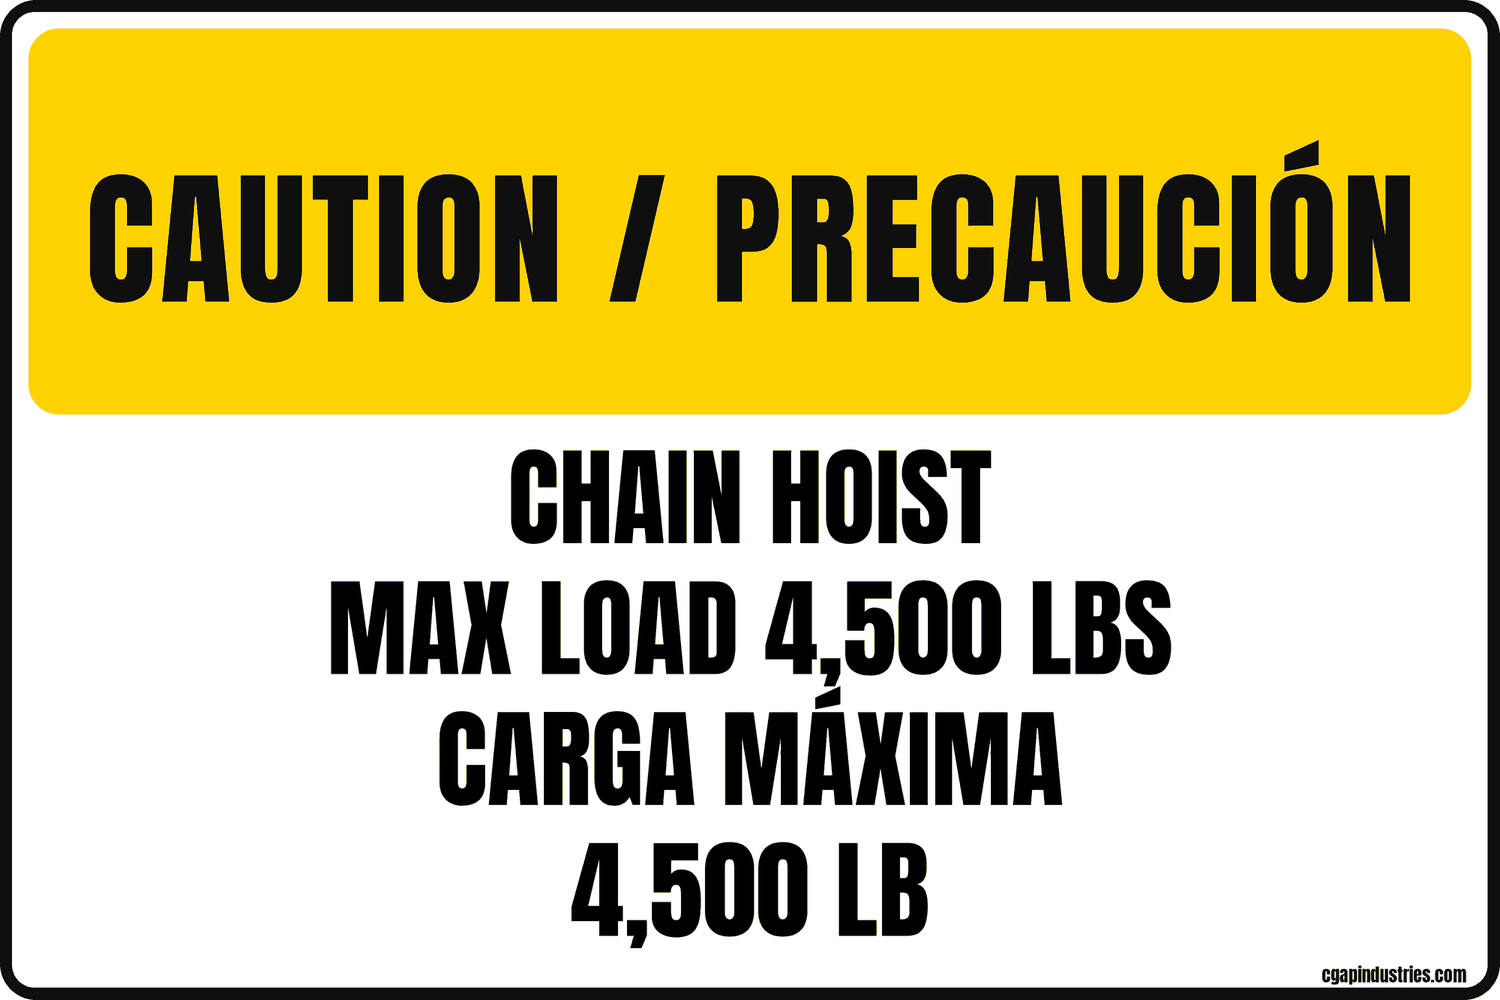 CAUTION / PRECAUCIÓN
CHAIN HOIST
MAX LOAD 4,500 LBS
CARGA MÁXIMA
4,500 LB
cgapindustries.com